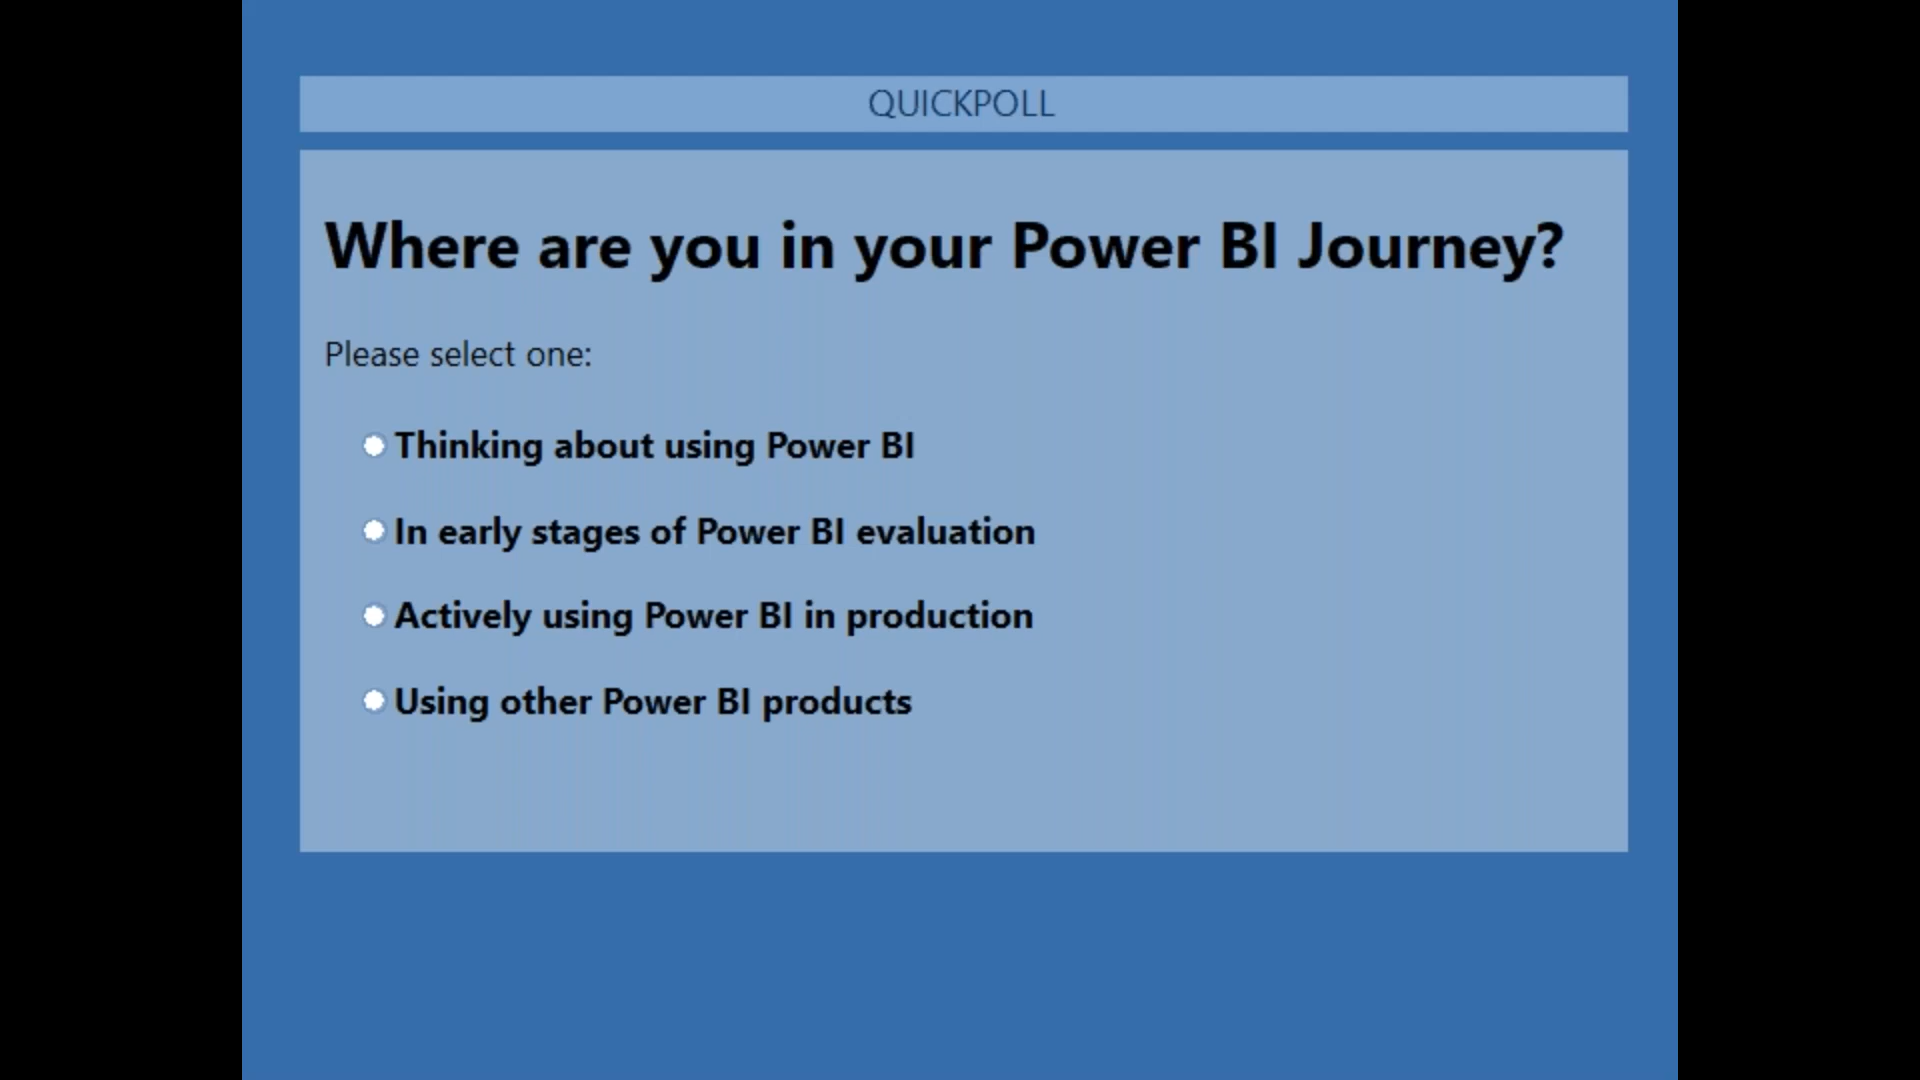 QUICKPOLL
Where are you in your Power BI Journey?
Please select one:
Thinking about using Power BI
In early stages of Power BI evaluation
Actively using Power BI in production
Using other Power BI products